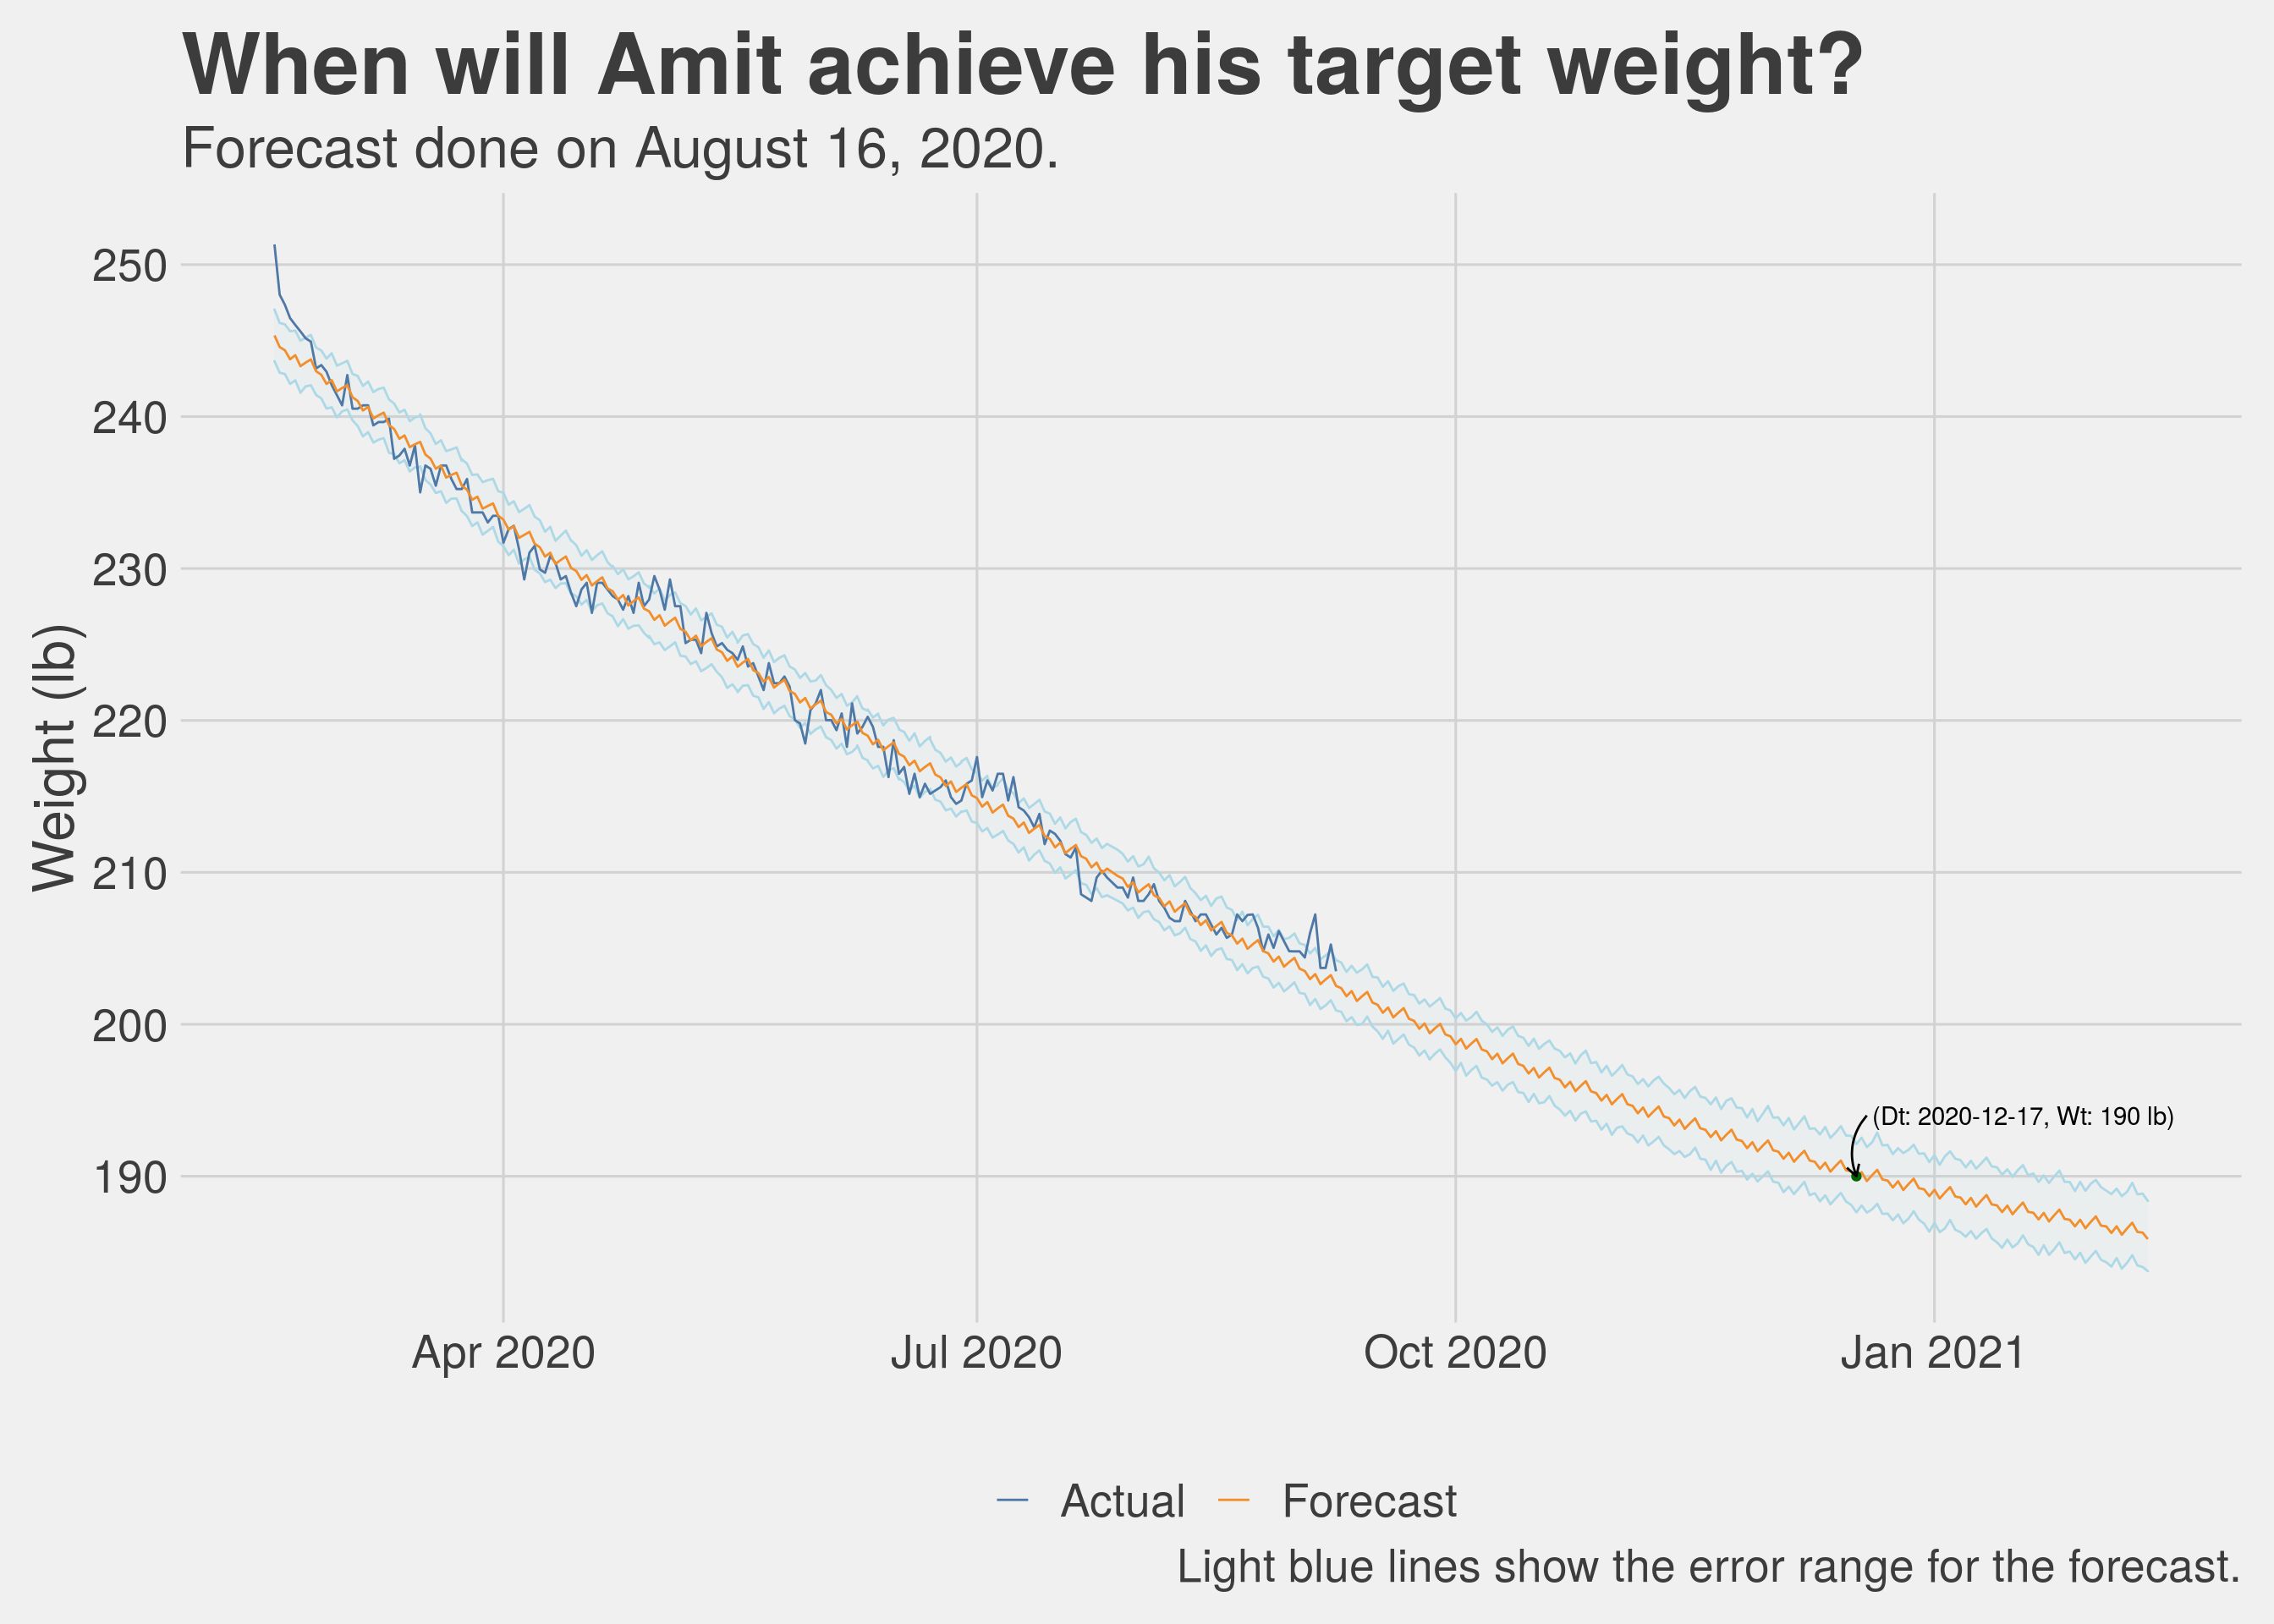 When will Amit achieve his target weight?
Forecast done on August 16, 2020.
Weight (lb)
250
240
230
220
210
200
190
(Dt: 2020-12-17, Wt: 190 lb)
Apr 2020
Jul 2020
Oct 2020
Jan 2021
Actual
Forecast
Light blue lines show the error range for the forecast.